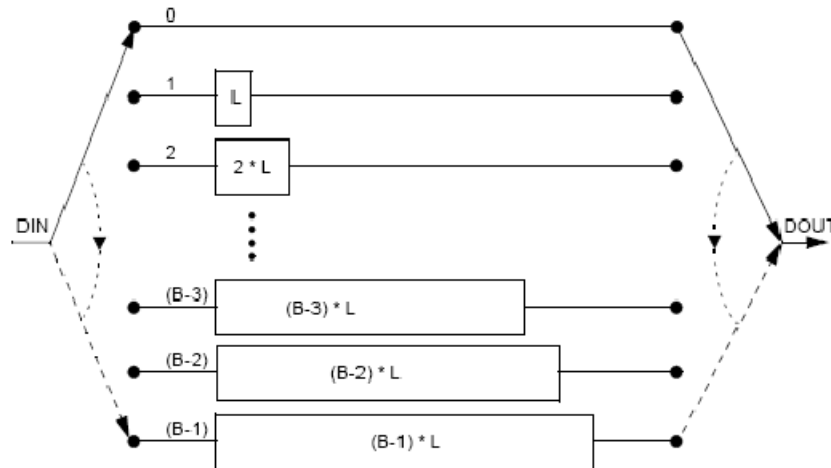 0
1
L
2
2 * L
DIN
DOUT
(B-3)
(B-3) * L
(B-2)
(B-2) * L
(B-1)
(B-1) * L